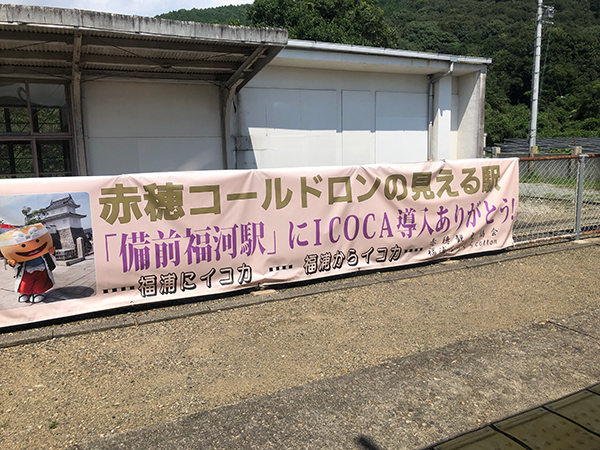 赤穂コールドロンの見える駅
「備前福河駅」にICOCA導入ありがとう!
.....福浦にイコカ..... 福浦からイコカ.....